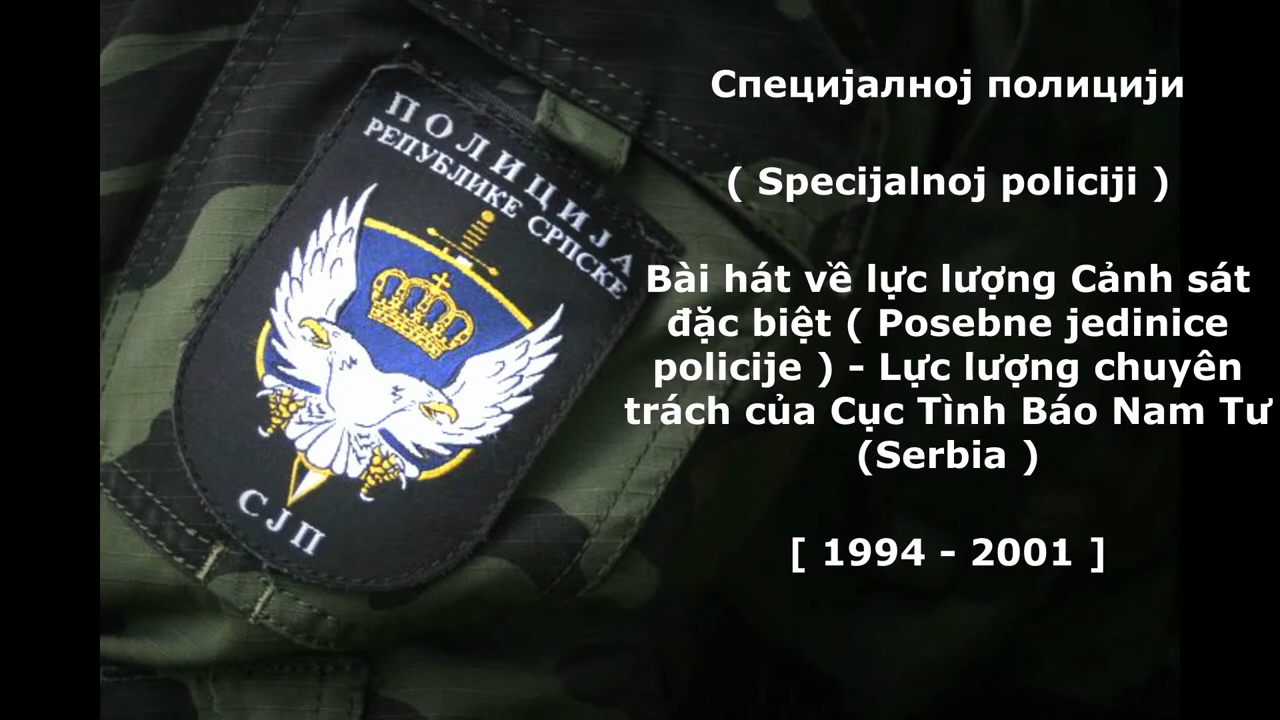 ПОЛИЦИЈА
РЕПУБЛИКЕ СРПСКЕ
СЈП
Специјалној полицији
( Specijalnoj policiji )
Bài hát về lực lượng Cảnh sát
đặc biệt ( Posebne jedinice
policije ) - Lực lượng chuyên
trách của Cục Tình Báo Nam Tư
(Serbia )
[ 1994 - 2001 ]